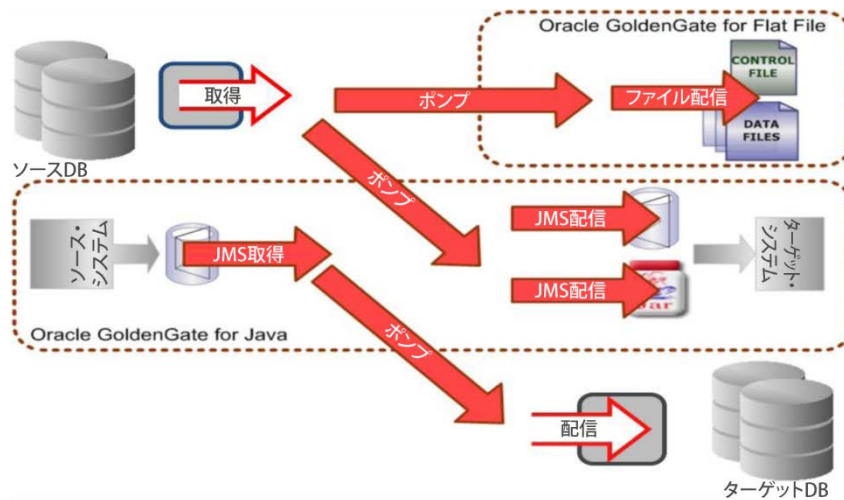 Oracle GoldenGate for Flat File
CONTROL
FILE
取得
ポンプ
ファイル配信
DATA
FILES
ソースDB
ポンプ
ソース・
システム
JMS取得
JMS配信
JMS配信
ターゲット・
システム
Oracle GoldenGate for Java
ポンプ
配信
ターゲットDB